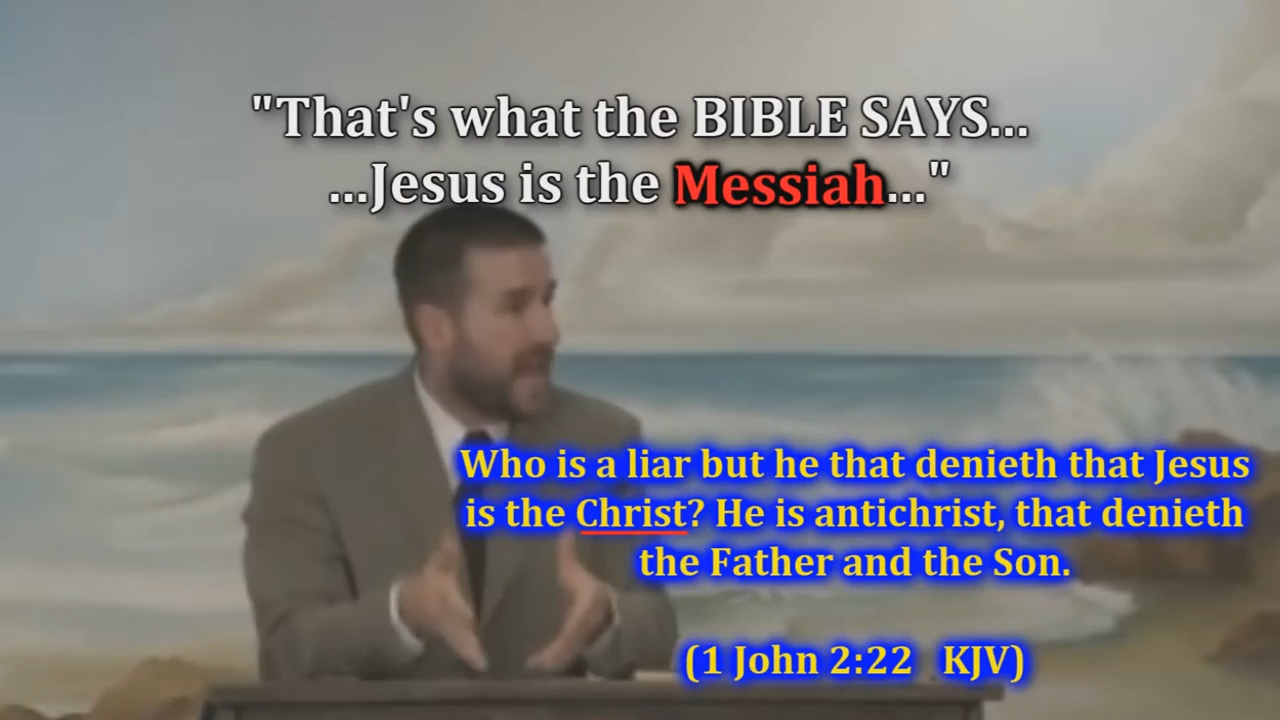 "That's what the BIBLE SAYS...
...Jesus is the Messiah..."
Who is a liar but he that denieth that Jesus
is the Christ? He is antichrist, that denieth
the Father and the Son.
(1 John 2:22 KJV)